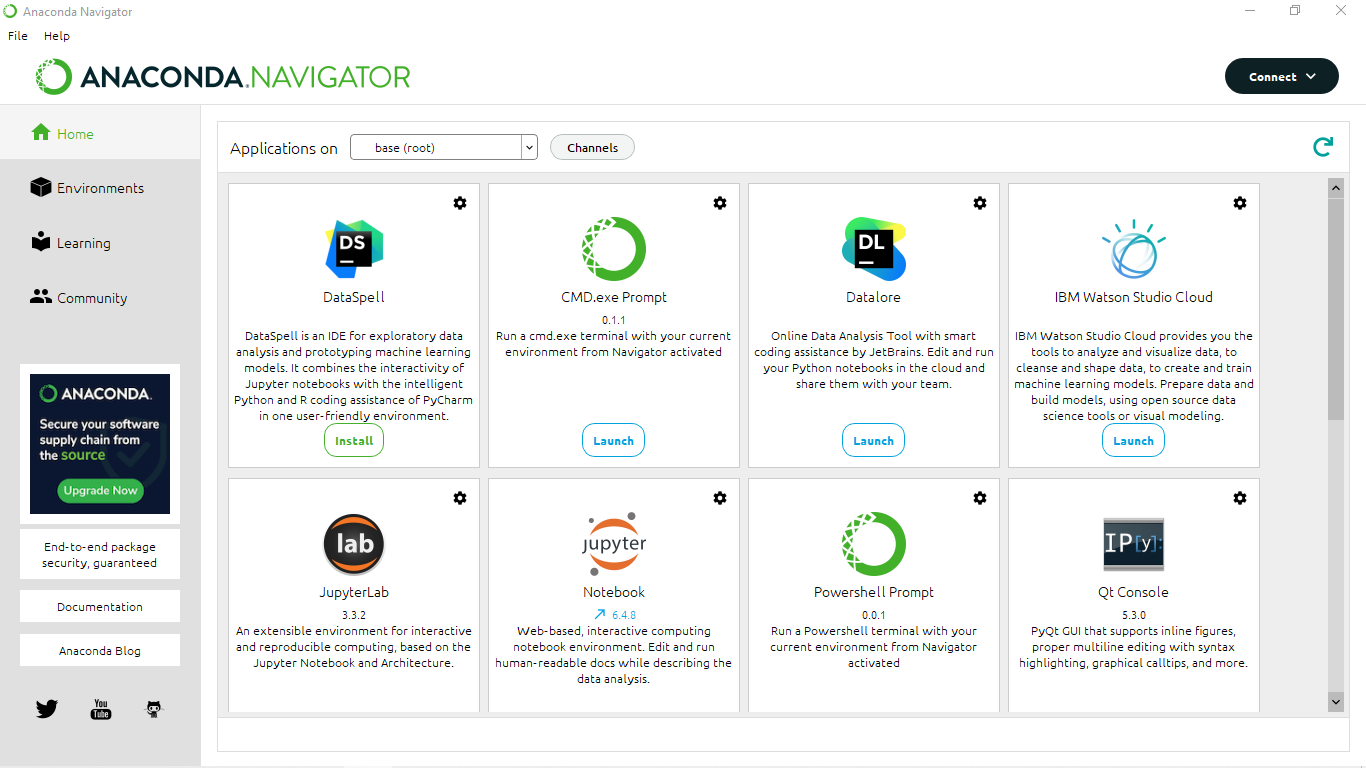 Anaconda Navigator
File Help
ANACONDA.NAVIGATOR
Connect
Home
Environments
Learning
Community
ANACONDA.
Secure your software
supply chain from
the source
Upgrade Now
End-to-end package
security, guaranteed
Documentation
Anaconda Blog
You
Tube
Applications on
base (root)
Channels
DS
DataSpell
DataSpell is an IDE for exploratory data
analysis and prototyping machine learning
models. It combines the interactivity of
Jupyter notebooks with the intelligent
Python and R coding assistance of PyCharm
in one user-friendly environment.
Install
CMD.exe Prompt
0.1.1
Run a cmd.exe terminal with your current
environment from Navigator activated
Launch
DL
Datalore
Online Data Analysis Tool with smart
coding assistance by JetBrains. Edit and run
your Python notebooks in the cloud and
share them with your team.
Launch
IBM Watson Studio Cloud
IBM Watson Studio Cloud provides you the
tools to analyze and visualize data, to
cleanse and shape data, to create and train
machine learning models. Prepare data and
build models, using open source data
science tools or visual modeling.
Launch
lab
JupyterLab
3.3.2
An extensible environment for interactive
and reproducible computing, based on the
Jupyter Notebook and Architecture.
jupyter
Notebook
6.4.8
Web-based, interactive computing
notebook environment. Edit and run
human-readable docs while describing the
data analysis.
Powershell Prompt
0.0.1
Run a Powershell terminal with your
current environment from Navigator
activated
IP[y]:
Qt Console
5.3.0
PyQt GUI that supports inline figures,
proper multiline editing with syntax
highlighting, graphical calltips, and more.